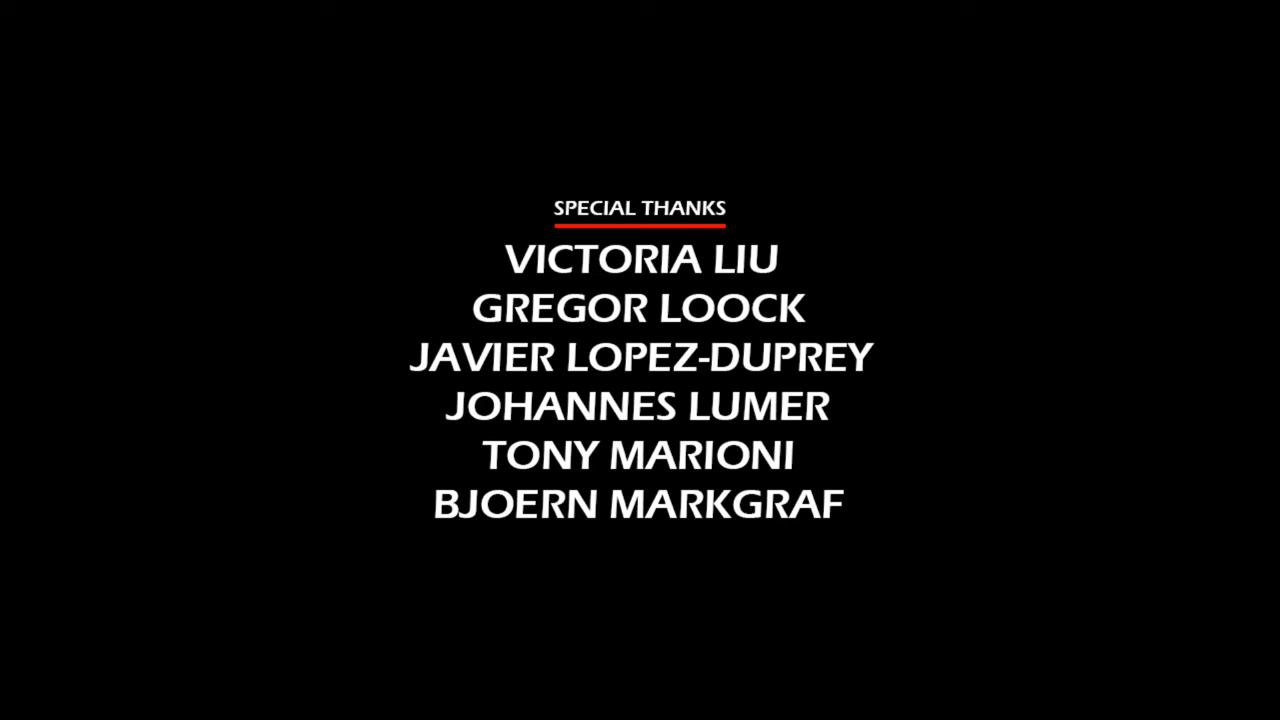 SPECIAL THANKS
VICTORIA LIU
GREGOR LOOCK
JAVIER LOPEZ-DUPREY
JOHANNES LUMER
TONY MARIONI
BJOERN MARKGRAF